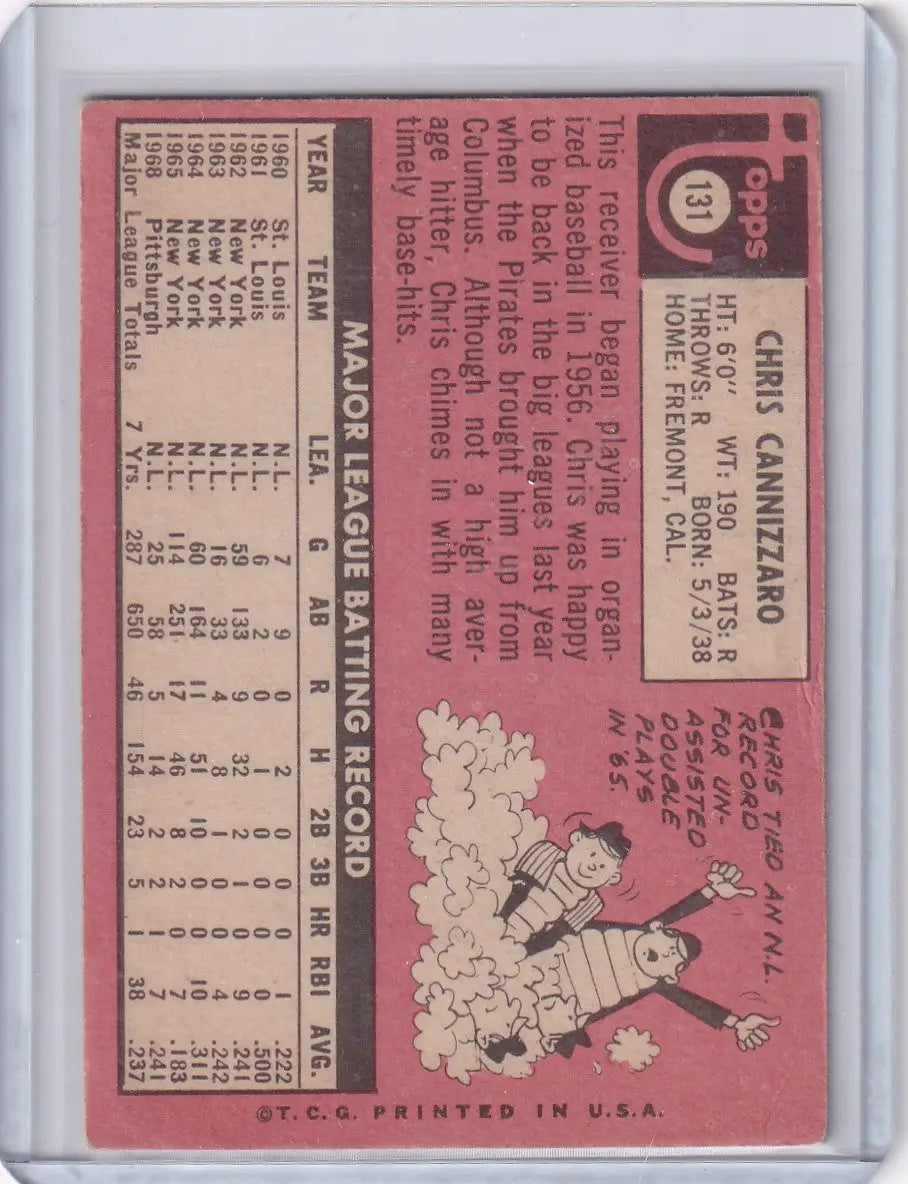 Topps
131
CHRIS CANNIZZARO
HT: 6'0" WT: 190 BATS: R
THROWS: R BORN: 5/3/38
HOME: FREMONT, CAL.
This receiver began playing in organ-
ized baseball in 1956. Chris was happy
to be back in the big leagues last year
when the Pirates brought him up from
Columbus. Although not a high aver-
age hitter, Chris chimes in with many
timely base-hits.
CHRIS TIED AN N.L.
RECORD
FOR UN-
ASSISTED
DOUBLE
PLAYS
IN '65.
MAJOR LEAGUE BATTING RECORD
YEAR TEAM LEA. G AB R H 2B 3B HR RBI AVG.
1960 St. Louis N.L. 7 9 0 2 0 0 0 1 .222
1961 St. Louis N.L. 6 2 0 1 0 0 0 0 .500
1962 New York N.L. 59 133 9 32 2 1 0 9 .241
1963 New York N.L. 16 33 4 8 1 0 0 4 .242
1964 New York N.L. 60 164 11 51 10 0 0 10 .311
1965 New York N.L. 114 251 17 46 8 2 0 7 .183
1968 Pittsburgh N.L. 25 58 5 14 2 2 1 7 .241
Major League Totals 7 Yrs. 287 650 46 154 23 5 1 38 .237
©T. C. G. PRINTED IN U.S.A.